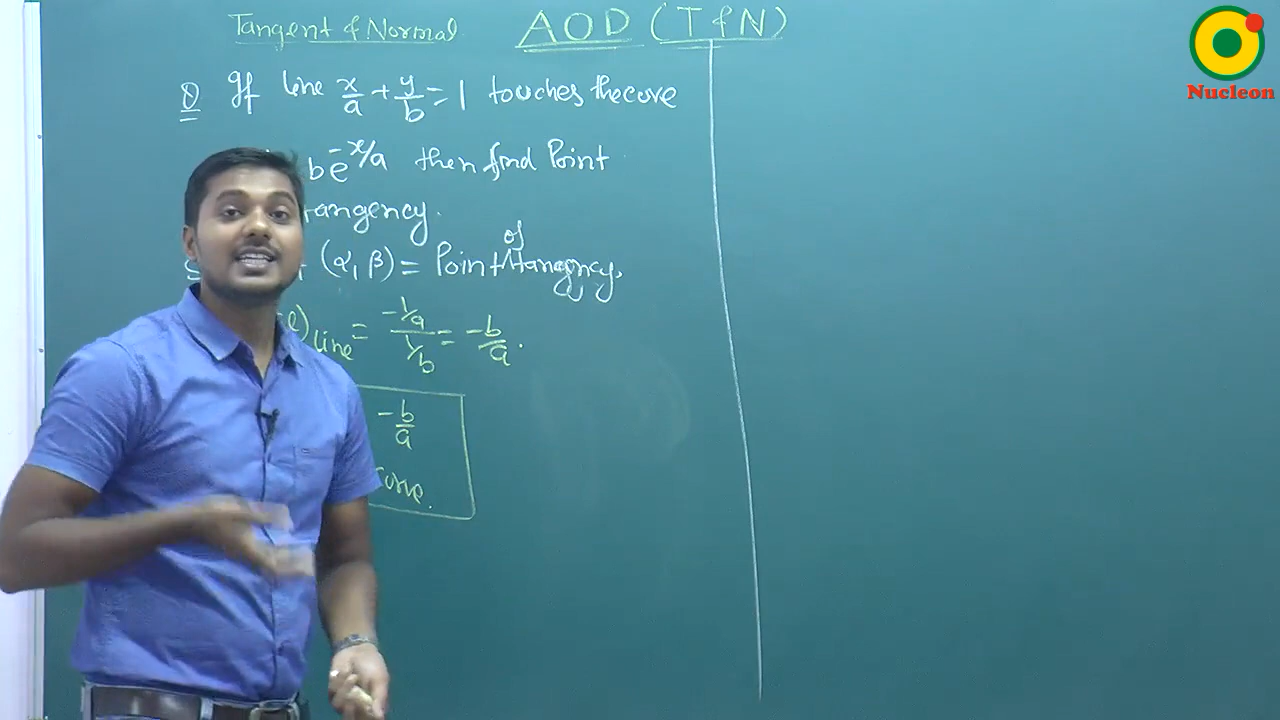 Tangent & Normal AOD (T & N)
Q If line x/a + y/b = 1 touches the curve
be^-x/a then find Point
tangency.
(α, β) = Point of tangency.
line = -1/a / 1/b = -b/a.
-b/a
curve.
Nucleon